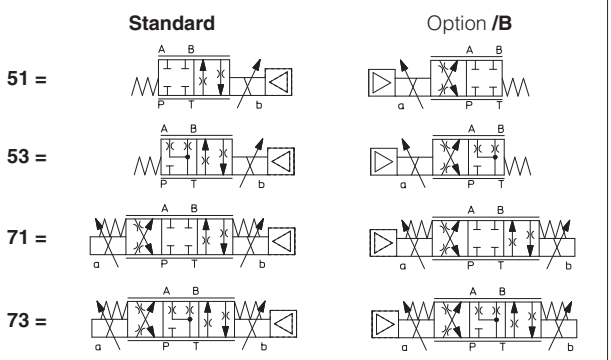 Standard Option /B
A B A B
51 =
P T b a P T
A B A B
53 =
P T b a P T
A B A B
71 =
a P T b a P T b
A B A B
73 =
a P T b a P T b